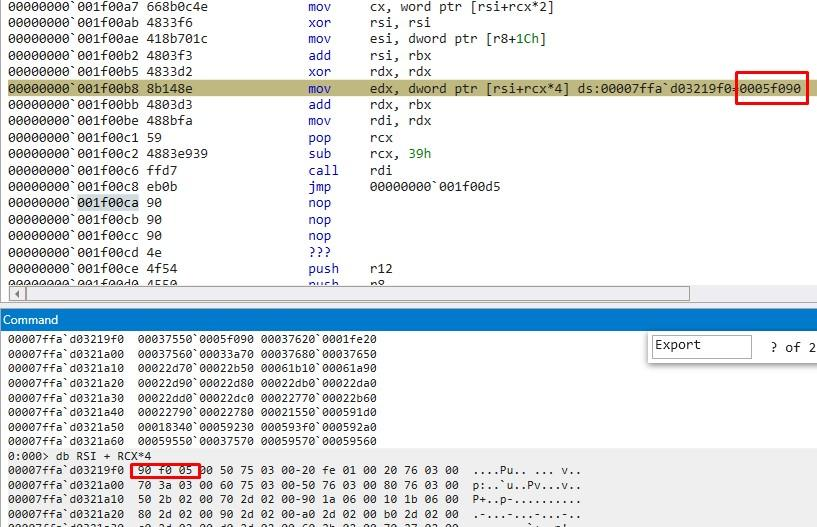 00000000`001f00a7 668b0c4e mov cx, word ptr [rsi+rcx*2]
00000000`001f00ab 4833f6 xor rsi, rsi
00000000`001f00ae 418b701c mov esi, dword ptr [r8+1Ch]
00000000`001f00b2 4803f3 add rsi, rbx
00000000`001f00b5 4833d2 xor rdx, rdx
00000000`001f00b8 8b148e mov edx, dword ptr [rsi+rcx*4] ds:00007ffa`d03219f0=0005f090
00000000`001f00bb 4803d3 add rdx, rbx
00000000`001f00be 488bfa mov rdi, rdx
00000000`001f00c1 59 pop rcx
00000000`001f00c2 4883e939 sub rcx, 39h
00000000`001f00c6 ffd7 call rdi
00000000`001f00c8 eb0b jmp 00000000`001f00d5
00000000`001f00ca 90 nop
00000000`001f00cb 90 nop
00000000`001f00cc 90 nop
00000000`001f00cd 4e ???
00000000`001f00ce 4f54 push r12
00000000`001f00d0 4550 push r8
Command
00007ffa`d03219f0 00037550`0005f090 00037620`0001fe20
00007ffa`d0321a00 00037560`00033a70 00037680`00037650
00007ffa`d0321a10 00022d70`00022b50 00061b10`00061a90
00007ffa`d0321a20 00022d90`00022d80 00022db0`00022da0
00007ffa`d0321a30 00022dd0`00022dc0 00022770`00022b60
00007ffa`d0321a40 00022790`00022780 00021550`000591d0
00007ffa`d0321a50 00018340`00059230 000593f0`000592a0
00007ffa`d0321a60 00059550`00037570 00059570`00059560
Export
? of 2
0:000> db RSI + RCX*4
00007ffa`d03219f0 90 f0 05 00 50 75 03 00-20 fe 01 00 20 76 03 00 ....Pu.. ... v..
00007ffa`d0321a00 70 3a 03 00 60 75 03 00-50 76 03 00 80 76 03 00 p:..`u..Pv...v..
00007ffa`d0321a10 50 2b 02 00 70 2d 02 00-90 1a 06 00 10 1b 06 00 P+..p-..........
00007ffa`d0321a20 80 2d 02 00 90 2d 02 00-a0 2d 02 00 b0 2d 02 00 .-...-...-...-..